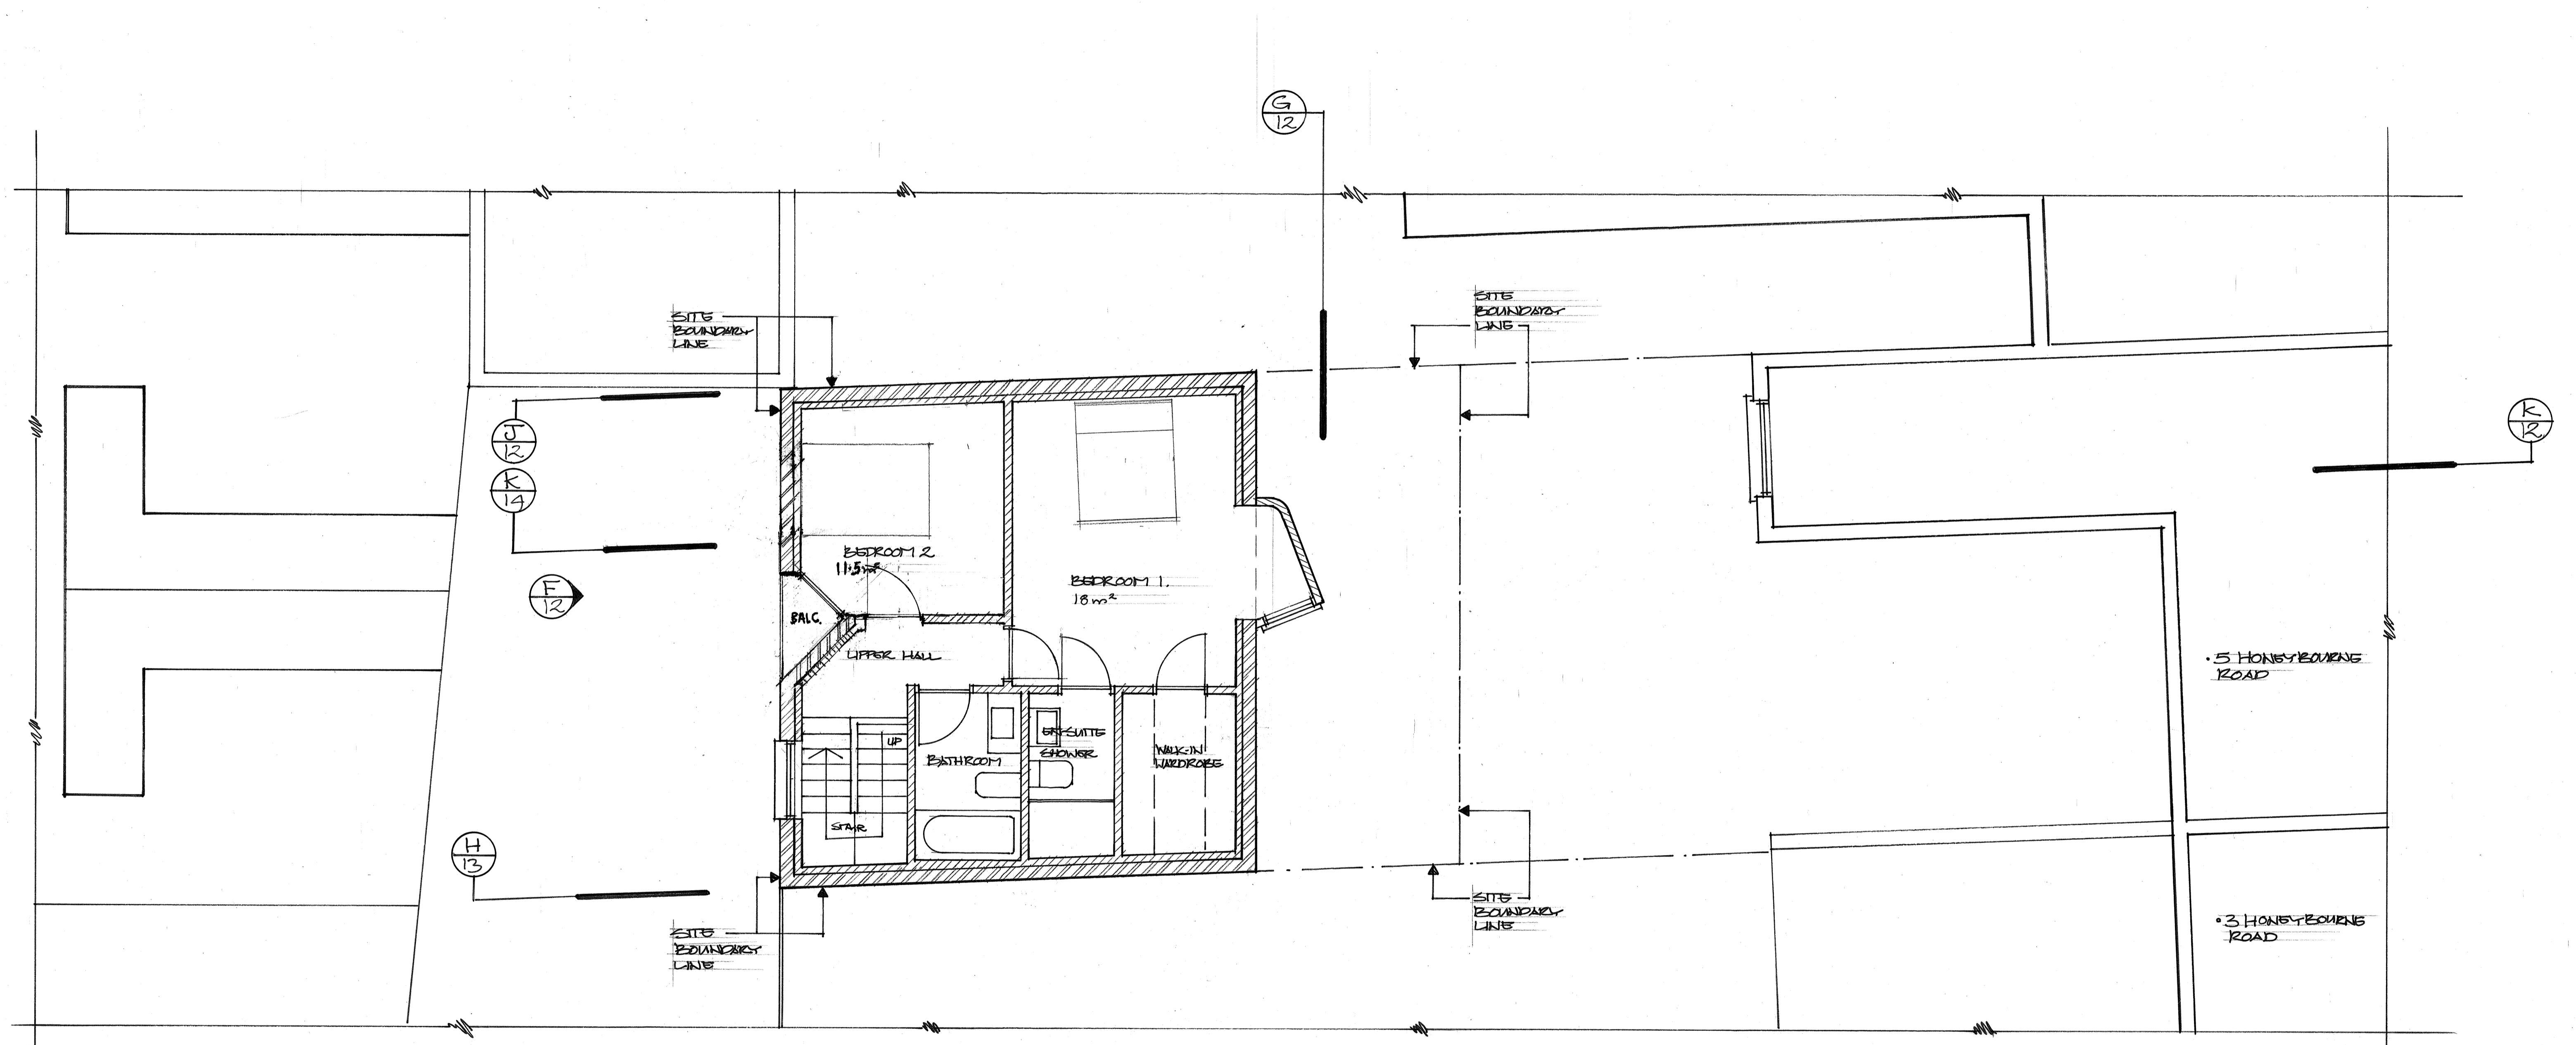 G
12
SITE
BOUNDARY
LINE
SITE
BOUNDARY
LINE
J
12
K
14
K
12
F
12
BEDROOM 2
11.5m²
BEDROOM 1.
18m²
BALC.
UPPER HALL
.5 HONEYBOURNE
ROAD
UP
EN-SUITE
SHOWER
BATHROOM
WALK-IN
WARDROBE
STAIR
H
13
SITE
BOUNDARY
LINE
SITE
BOUNDARY
LINE
.3 HONEYBOURNE
ROAD